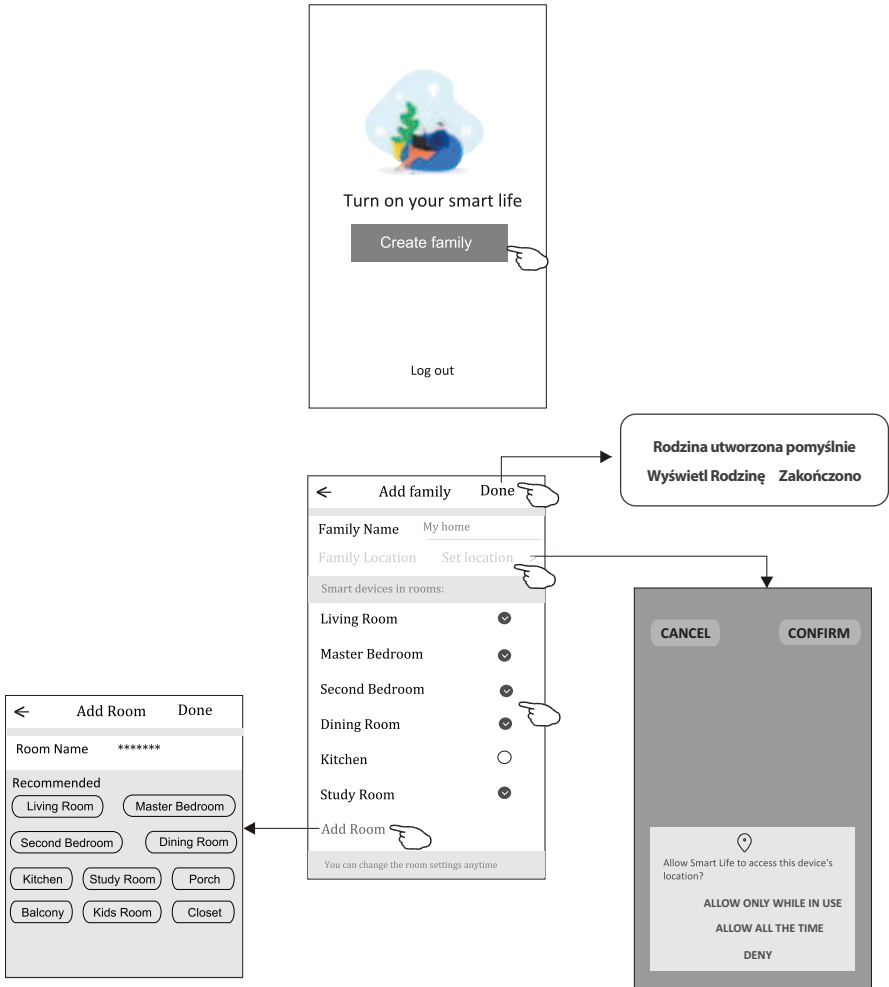 Turn on your smart life
Create family
Log out
Rodzina utworzona pomyślnie
Wyświetl Rodzinę Zakończono
Add family Done
Family Name My home
Family Location Set location >
Smart devices in rooms:
Living Room
Master Bedroom
Second Bedroom
Dining Room
Kitchen
Study Room
Add Room
You can change the room settings anytime
CANCEL CONFIRM
Allow Smart Life to access this device's
location?
ALLOW ONLY WHILE IN USE
ALLOW ALL THE TIME
DENY
Add Room Done
Room Name *******
Recommended
Living Room Master Bedroom
Second Bedroom Dining Room
Kitchen Study Room Porch
Balcony Kids Room Closet